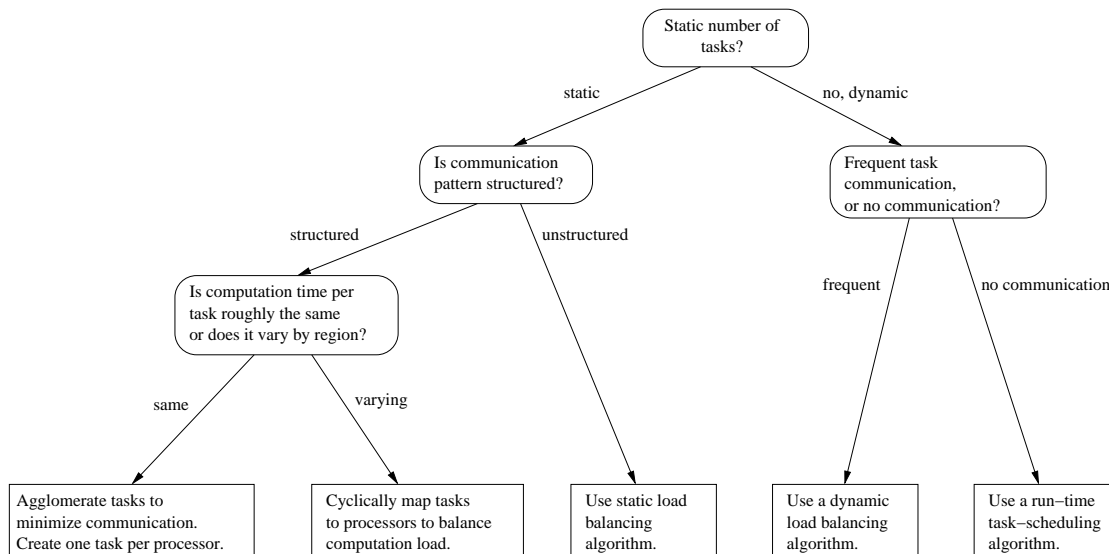 Static number of
tasks?
static
no, dynamic
Is communication
pattern structured?
Frequent task
communication,
or no communication?
structured
unstructured
frequent
no communication
Is computation time per
task roughly the same
or does it vary by region?
same
varying
Agglomerate tasks to
minimize communication.
Create one task per processor.
Cyclically map tasks
to processors to balance
computation load.
Use static load
balancing
algorithm.
Use a dynamic
load balancing
algorithm.
Use a run−time
task−scheduling
algorithm.